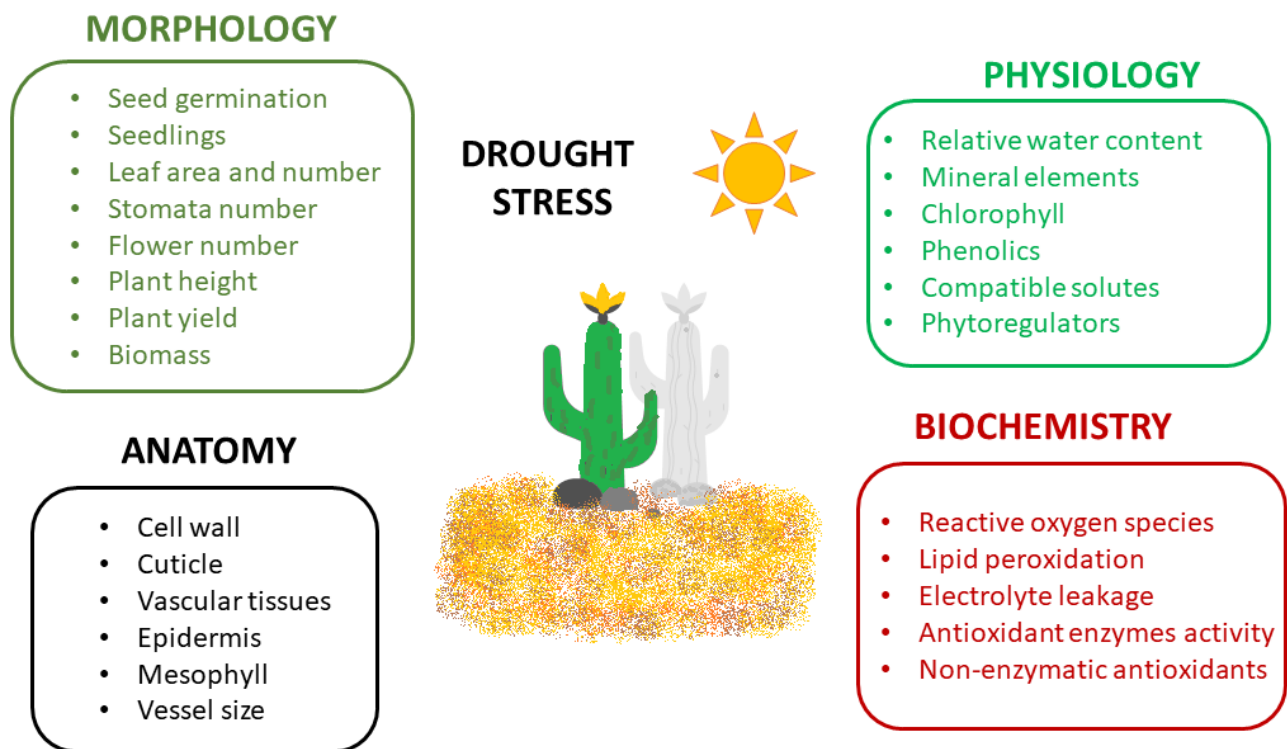 MORPHOLOGY
• Seed germination
• Seedlings
• Leaf area and number
• Stomata number
• Flower number
• Plant height
• Plant yield
• Biomass
DROUGHT
STRESS
PHYSIOLOGY
• Relative water content
• Mineral elements
• Chlorophyll
• Phenolics
• Compatible solutes
• Phytoregulators
ANATOMY
• Cell wall
• Cuticle
• Vascular tissues
• Epidermis
• Mesophyll
• Vessel size
BIOCHEMISTRY
• Reactive oxygen species
• Lipid peroxidation
• Electrolyte leakage
• Antioxidant enzymes activity
• Non-enzymatic antioxidants